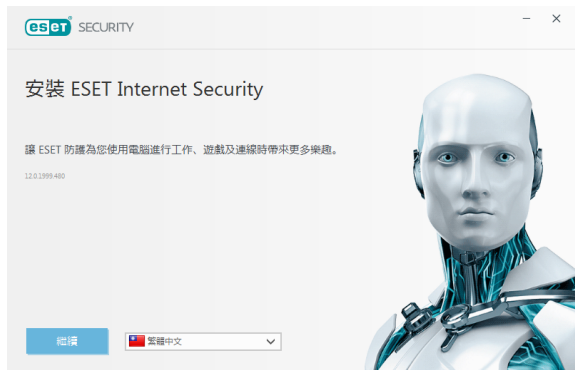 eset SECURITY
安裝 ESET Internet Security
讓 ESET 防護為您使用電腦進行工作、遊戲及連線時帶來更多樂趣。
12.0.1999.480
繼續
繁體中文